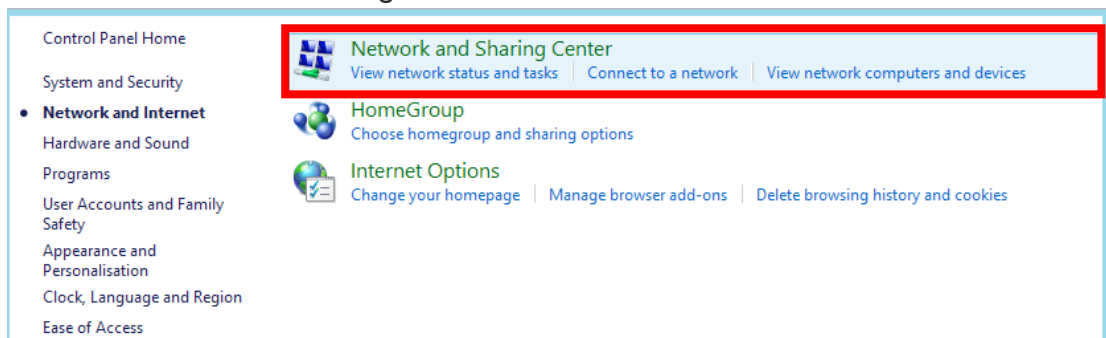 Control Panel Home
System and Security
Network and Internet
Hardware and Sound
Programs
User Accounts and Family
Safety
Appearance and
Personalisation
Clock, Language and Region
Ease of Access
Network and Sharing Center
View network status and tasks Connect to a network View network computers and devices
HomeGroup
Choose homegroup and sharing options
Internet Options
Change your homepage Manage browser add-ons Delete browsing history and cookies